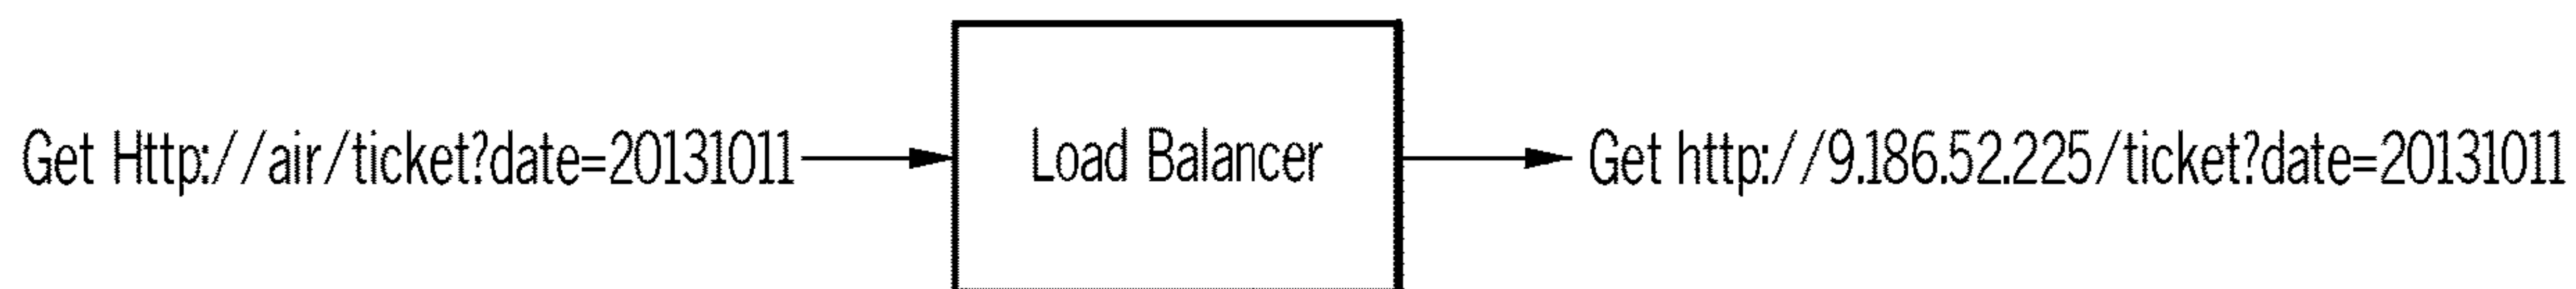 Get Http://air/ticket?date=20131011
Load Balancer
Get http://9.186.52.225/ticket?date=20131011